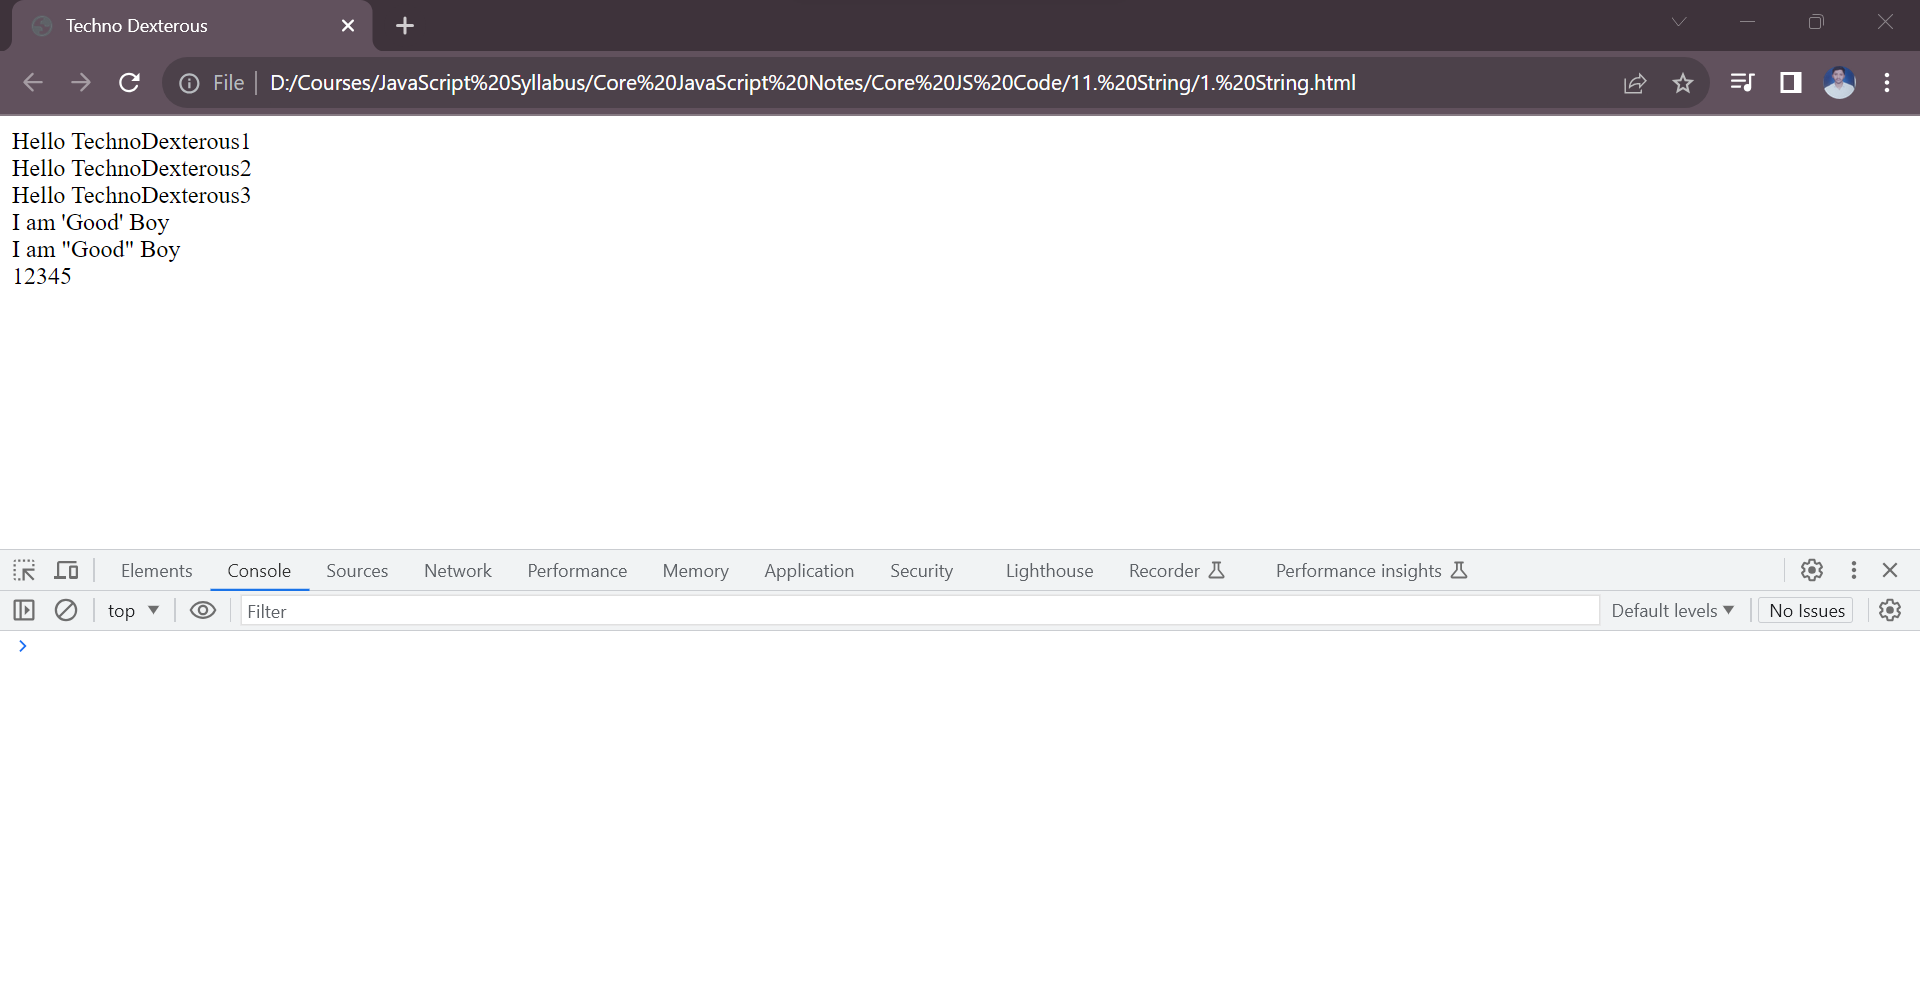 Techno Dexterous
File D:/Courses/JavaScript%20Syllabus/Core%20JavaScript%20Notes/Core%20JS%20Code/11.%20String/1.%20String.html
Hello TechnoDexterous1
Hello TechnoDexterous2
Hello TechnoDexterous3
I am 'Good' Boy
I am "Good" Boy
12345
Elements Console Sources Network Performance Memory Application Security Lighthouse Recorder Performance insights
top Filter Default levels No Issues